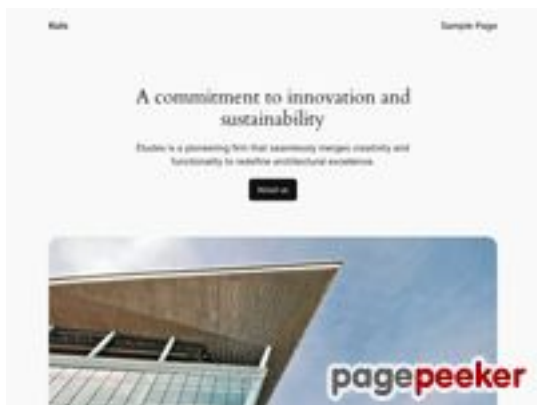 Sample Page
A commitment to innovation and
sustainability
Études is a pioneering firm that seamlessly merges creativity and
functionality to redefine architectural excellence.
About us
pagepeeker